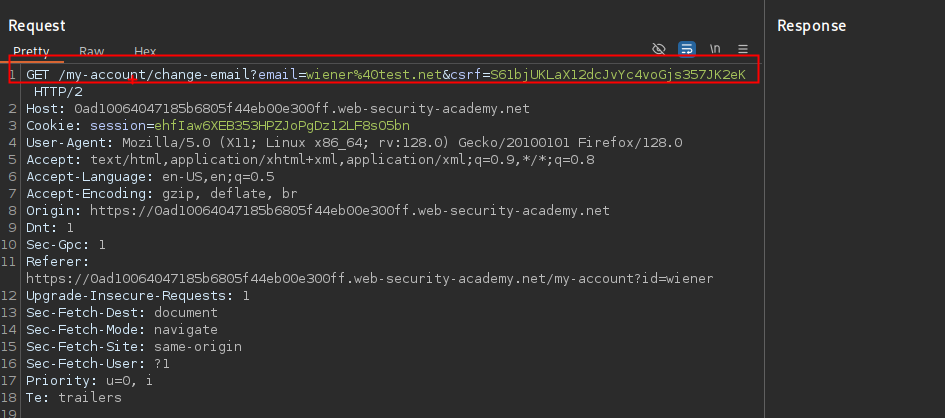 Request
Response
Pretty Raw Hex
\n
1 GET /my-account/change-email?email=wiener%40test.net&csrf=S61bjUKLaX12dcJvYc4voGjs357JK2eK
HTTP/2
2 Host: 0ad10064047185b6805f44eb00e300ff.web-security-academy.net
3 Cookie: session=ehfIaw6XEB353HPZJoPgDz12LF8sO5bn
4 User-Agent: Mozilla/5.0 (X11; Linux x86_64; rv:128.0) Gecko/20100101 Firefox/128.0
5 Accept: text/html,application/xhtml+xml,application/xml;q=0.9,*/*;q=0.8
6 Accept-Language: en-US,en;q=0.5
7 Accept-Encoding: gzip, deflate, br
8 Origin: https://0ad10064047185b6805f44eb00e300ff.web-security-academy.net
9 Dnt: 1
10 Sec-Gpc: 1
11 Referer:
https://0ad10064047185b6805f44eb00e300ff.web-security-academy.net/my-account?id=wiener
12 Upgrade-Insecure-Requests: 1
13 Sec-Fetch-Dest: document
14 Sec-Fetch-Mode: navigate
15 Sec-Fetch-Site: same-origin
16 Sec-Fetch-User: ?1
17 Priority: u=0, i
18 Te: trailers
19